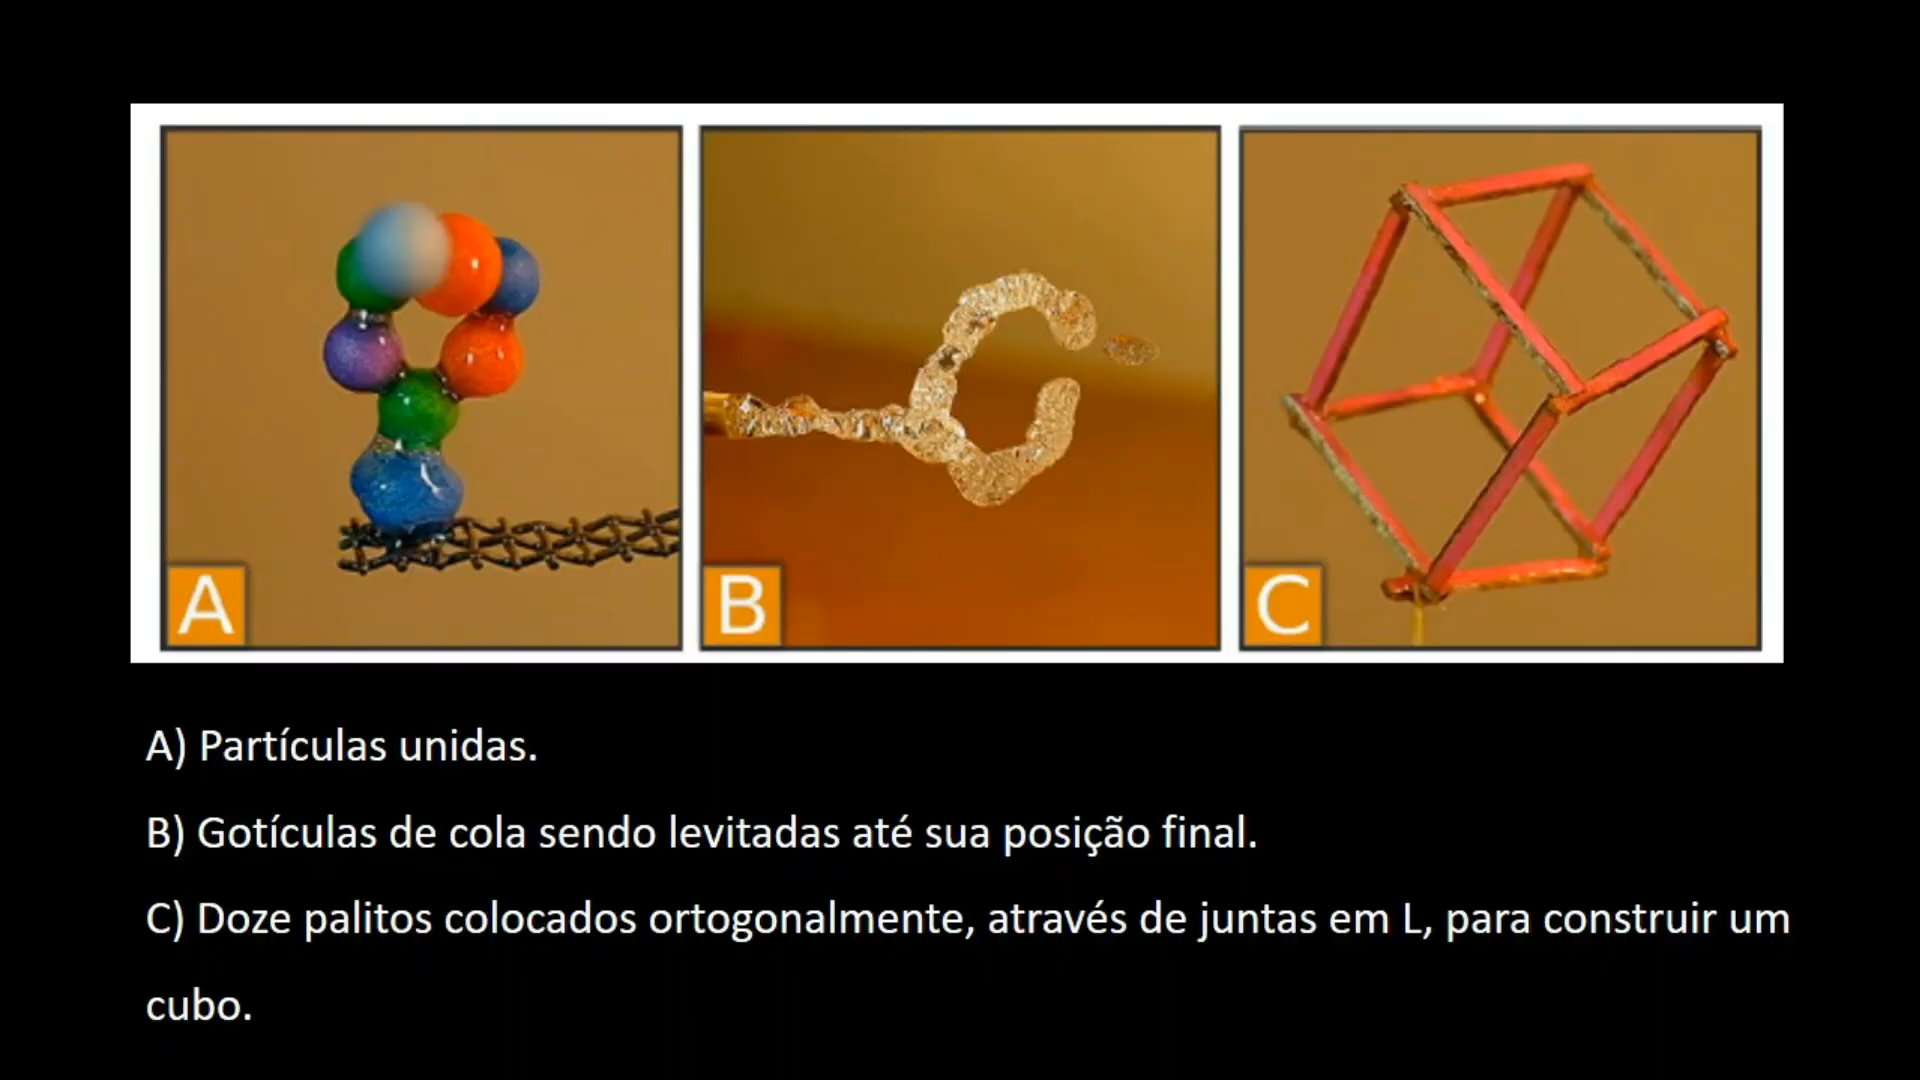 A
B
C
A) Partículas unidas.
B) Gotículas de cola sendo levitadas até sua posição final.
C) Doze palitos colocados ortogonalmente, através de juntas em L, para construir um
cubo.